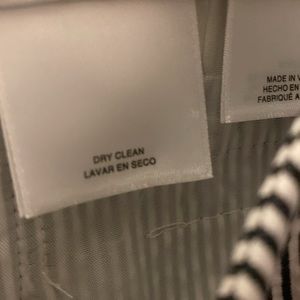 DRY CLEAN
LAVAR EN SECO
MADE IN
HECHO EN
FABRIQUÉ